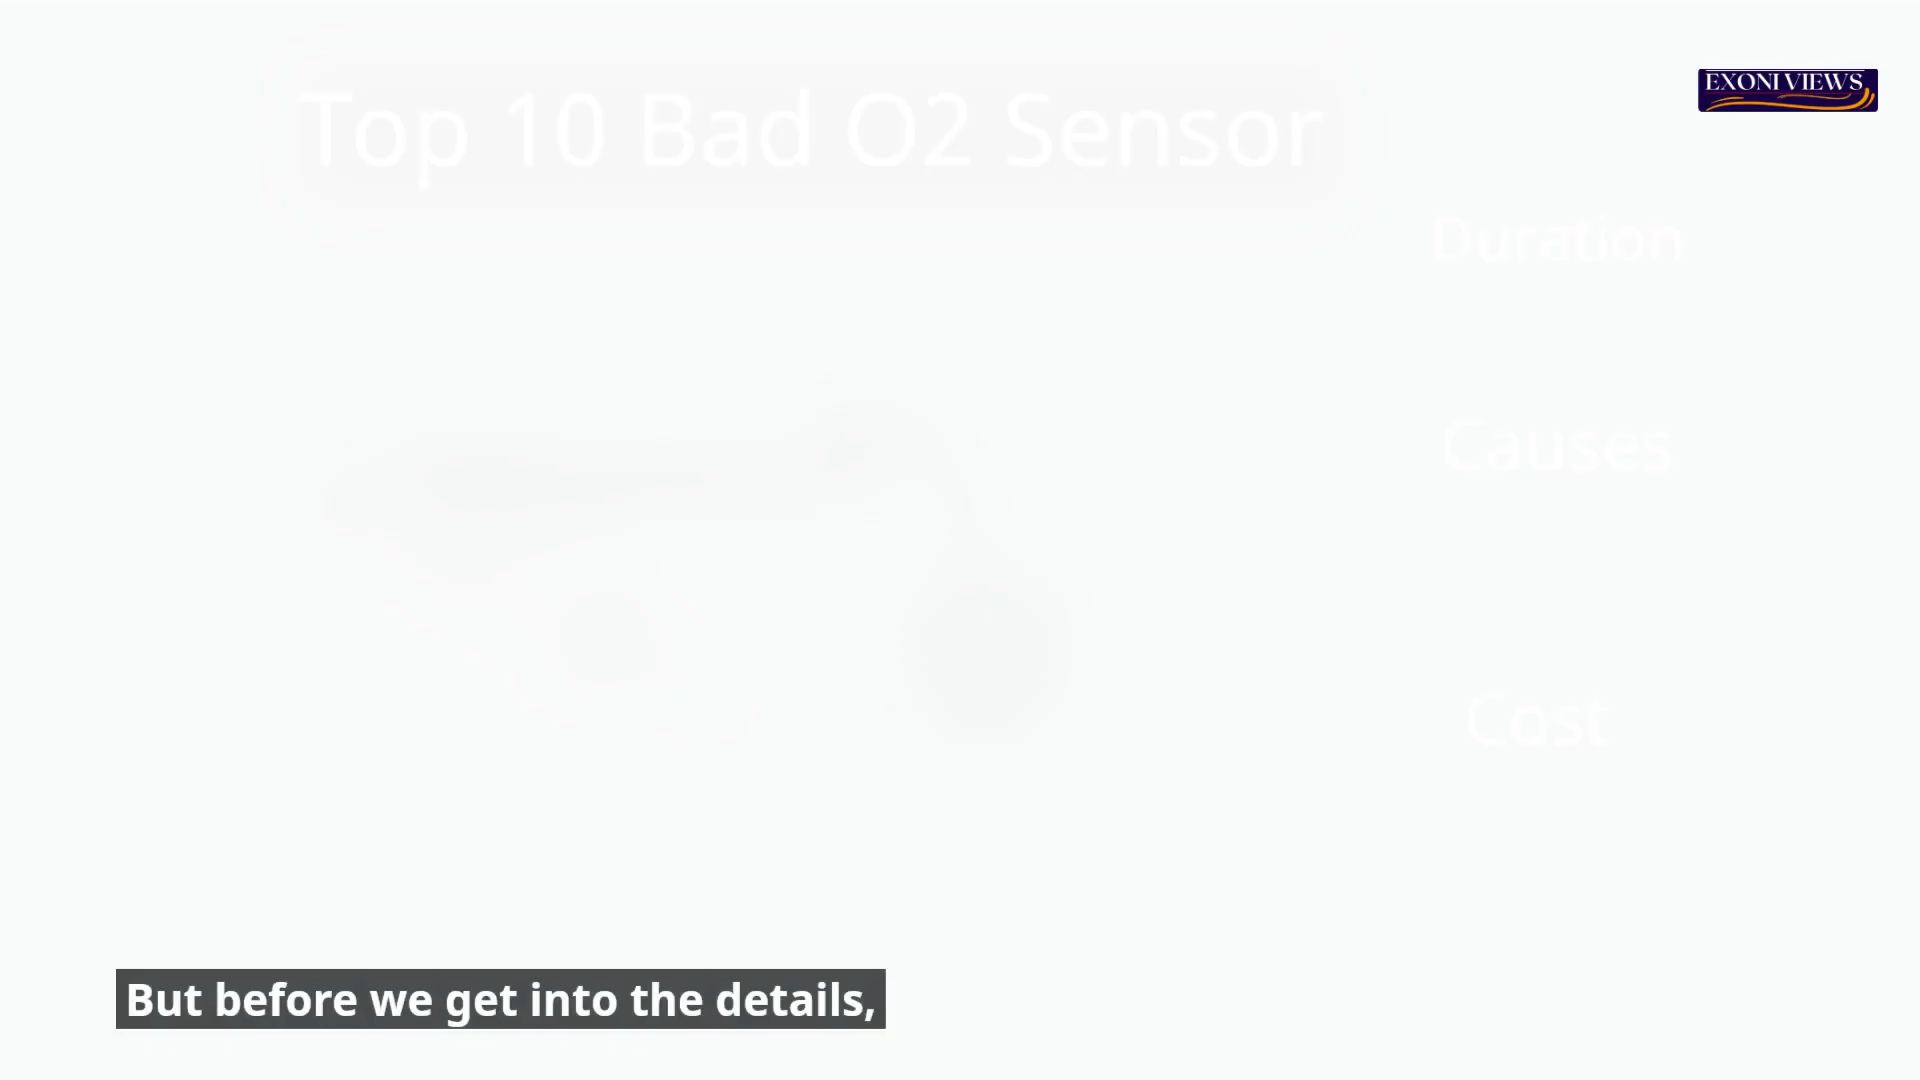 Top 10 Bad O2 Sensor
EXONI VIEWS
Duration
Causes
Cost
But before we get into the details,